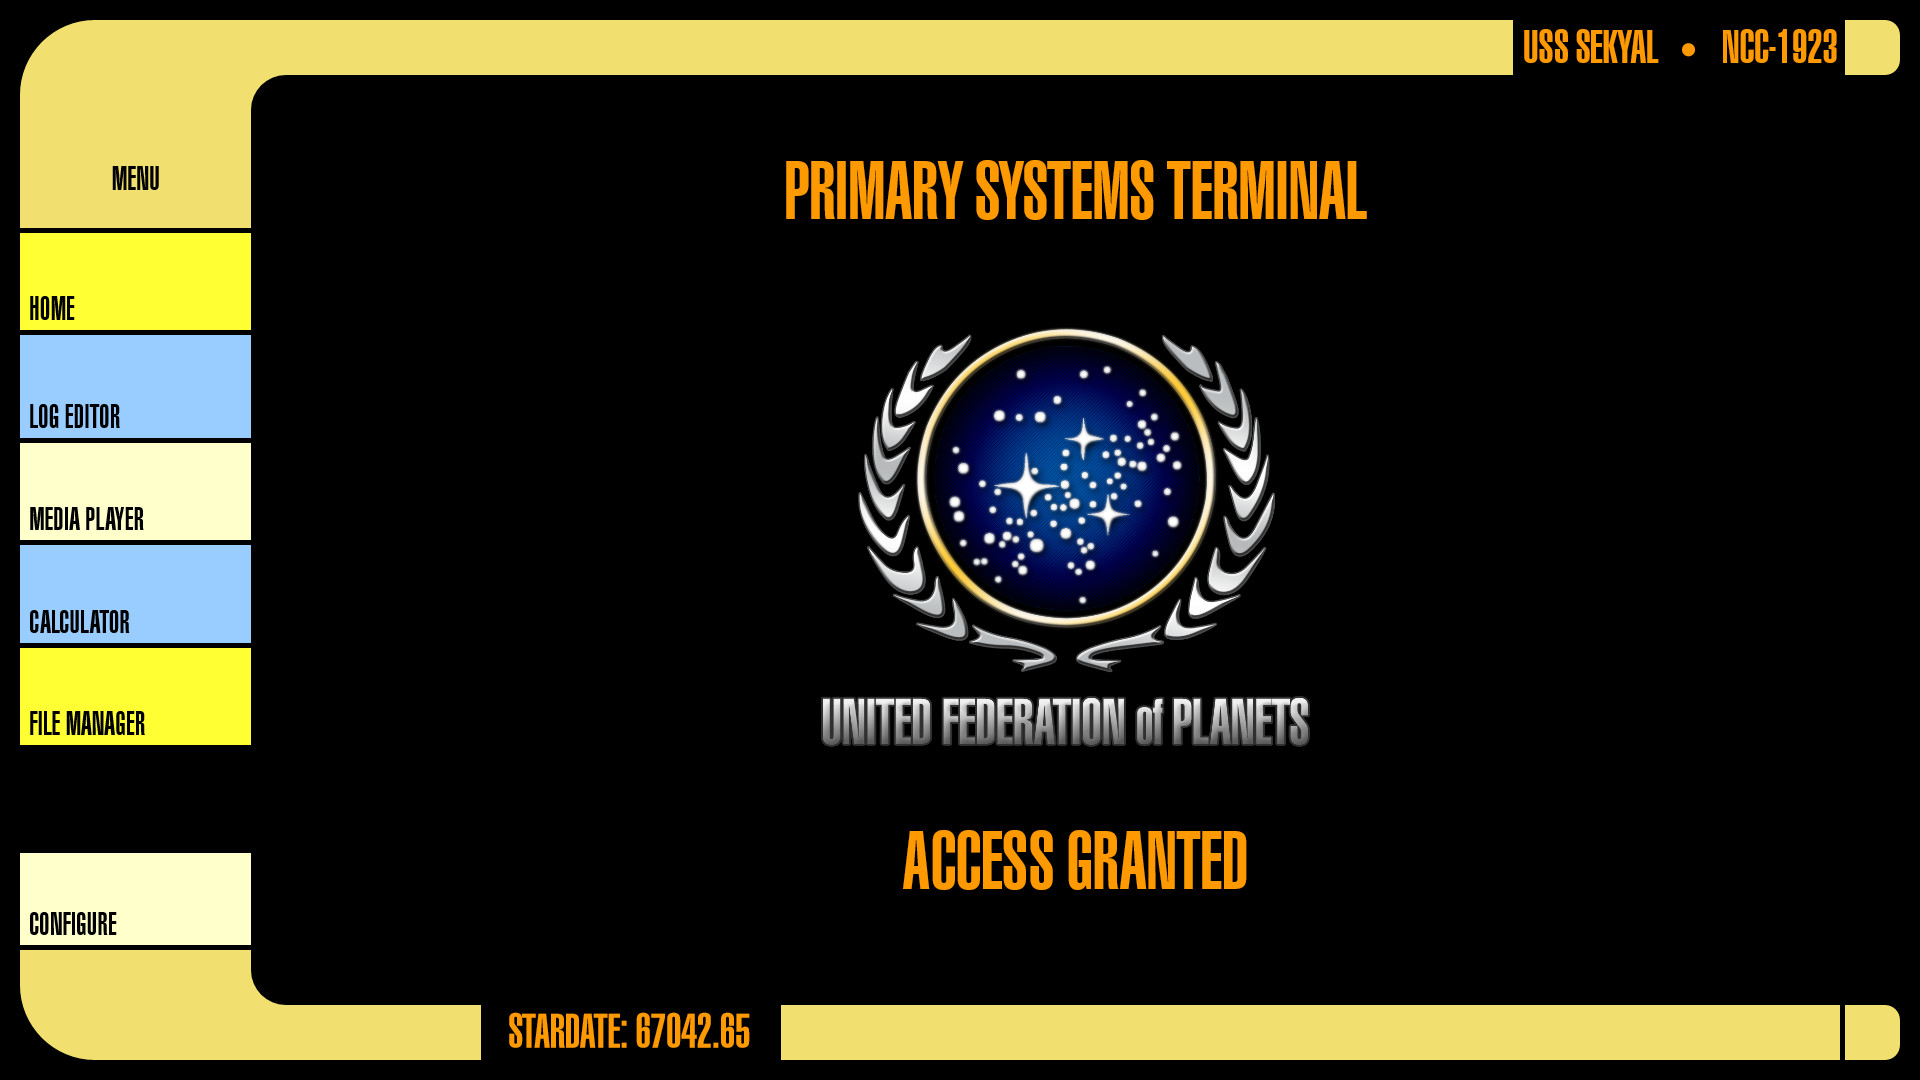 USS SEKYAL • NCC-1923
MENU
HOME
LOG EDITOR
MEDIA PLAYER
CALCULATOR
FILE MANAGER
CONFIGURE
PRIMARY SYSTEMS TERMINAL
UNITED FEDERATION of PLANETS
ACCESS GRANTED
STARDATE: 67042.65